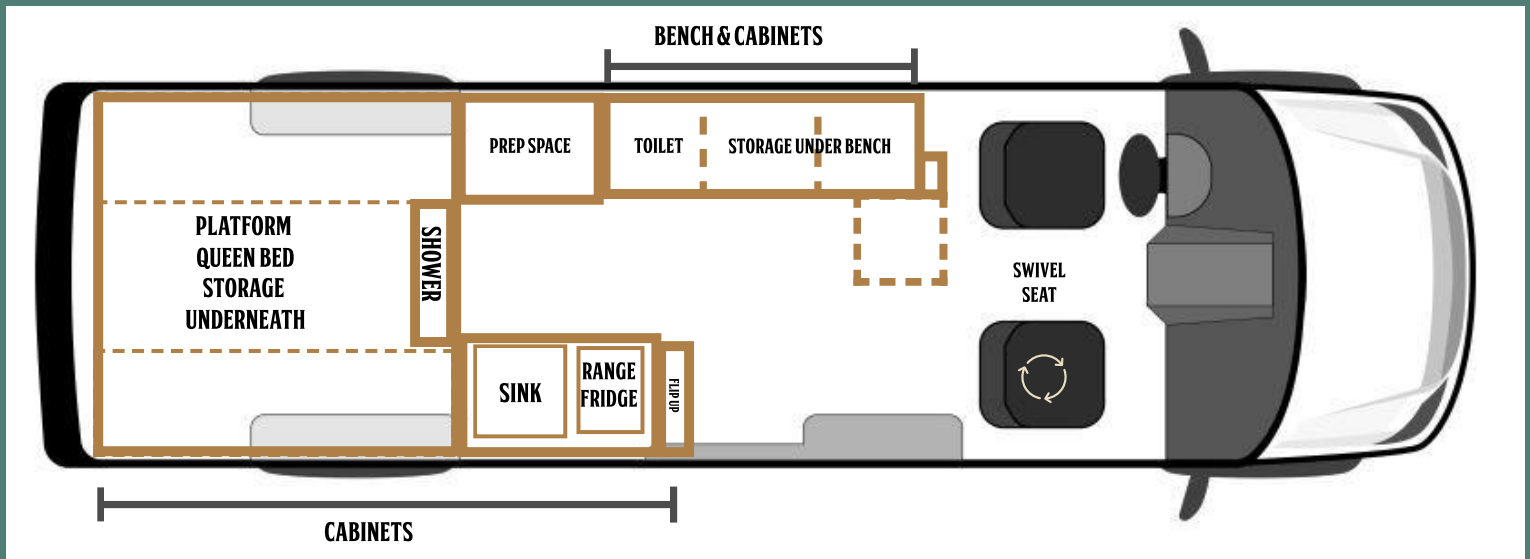 BENCH & CABINETS
PREP SPACE
TOILET
STORAGE UNDER BENCH
PLATFORM
QUEEN BED
STORAGE
UNDERNEATH
SHOWER
SWIVEL
SEAT
SINK
RANGE
FRIDGE
FLIP UP
CABINETS